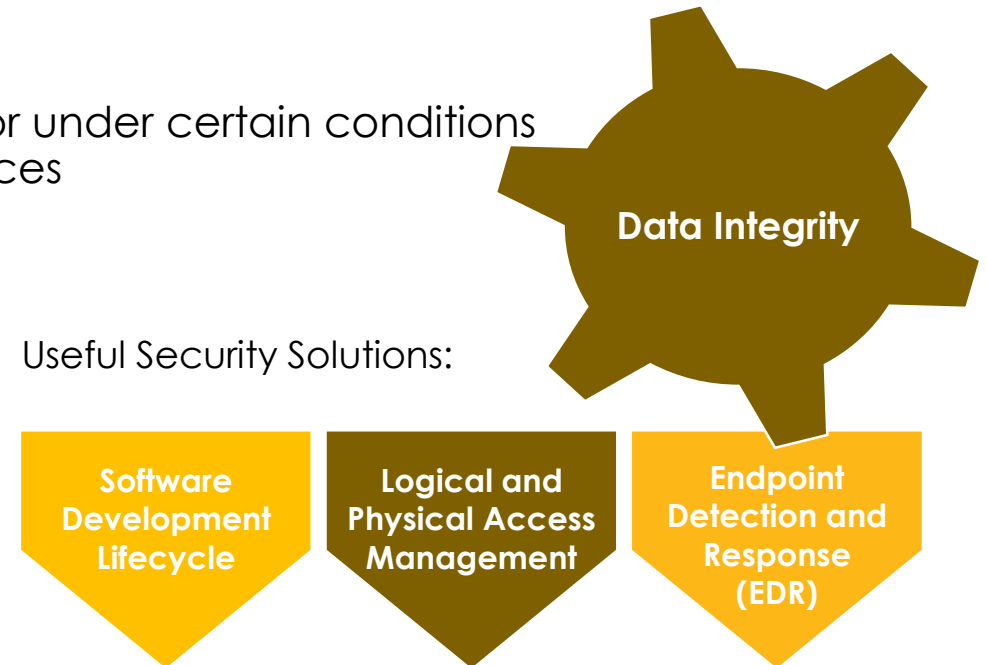 or under certain conditions
Data Integrity
Useful Security Solutions:
Software
Development
Lifecycle
Logical and
Physical Access
Management
Endpoint
Detection and
Response
(EDR)